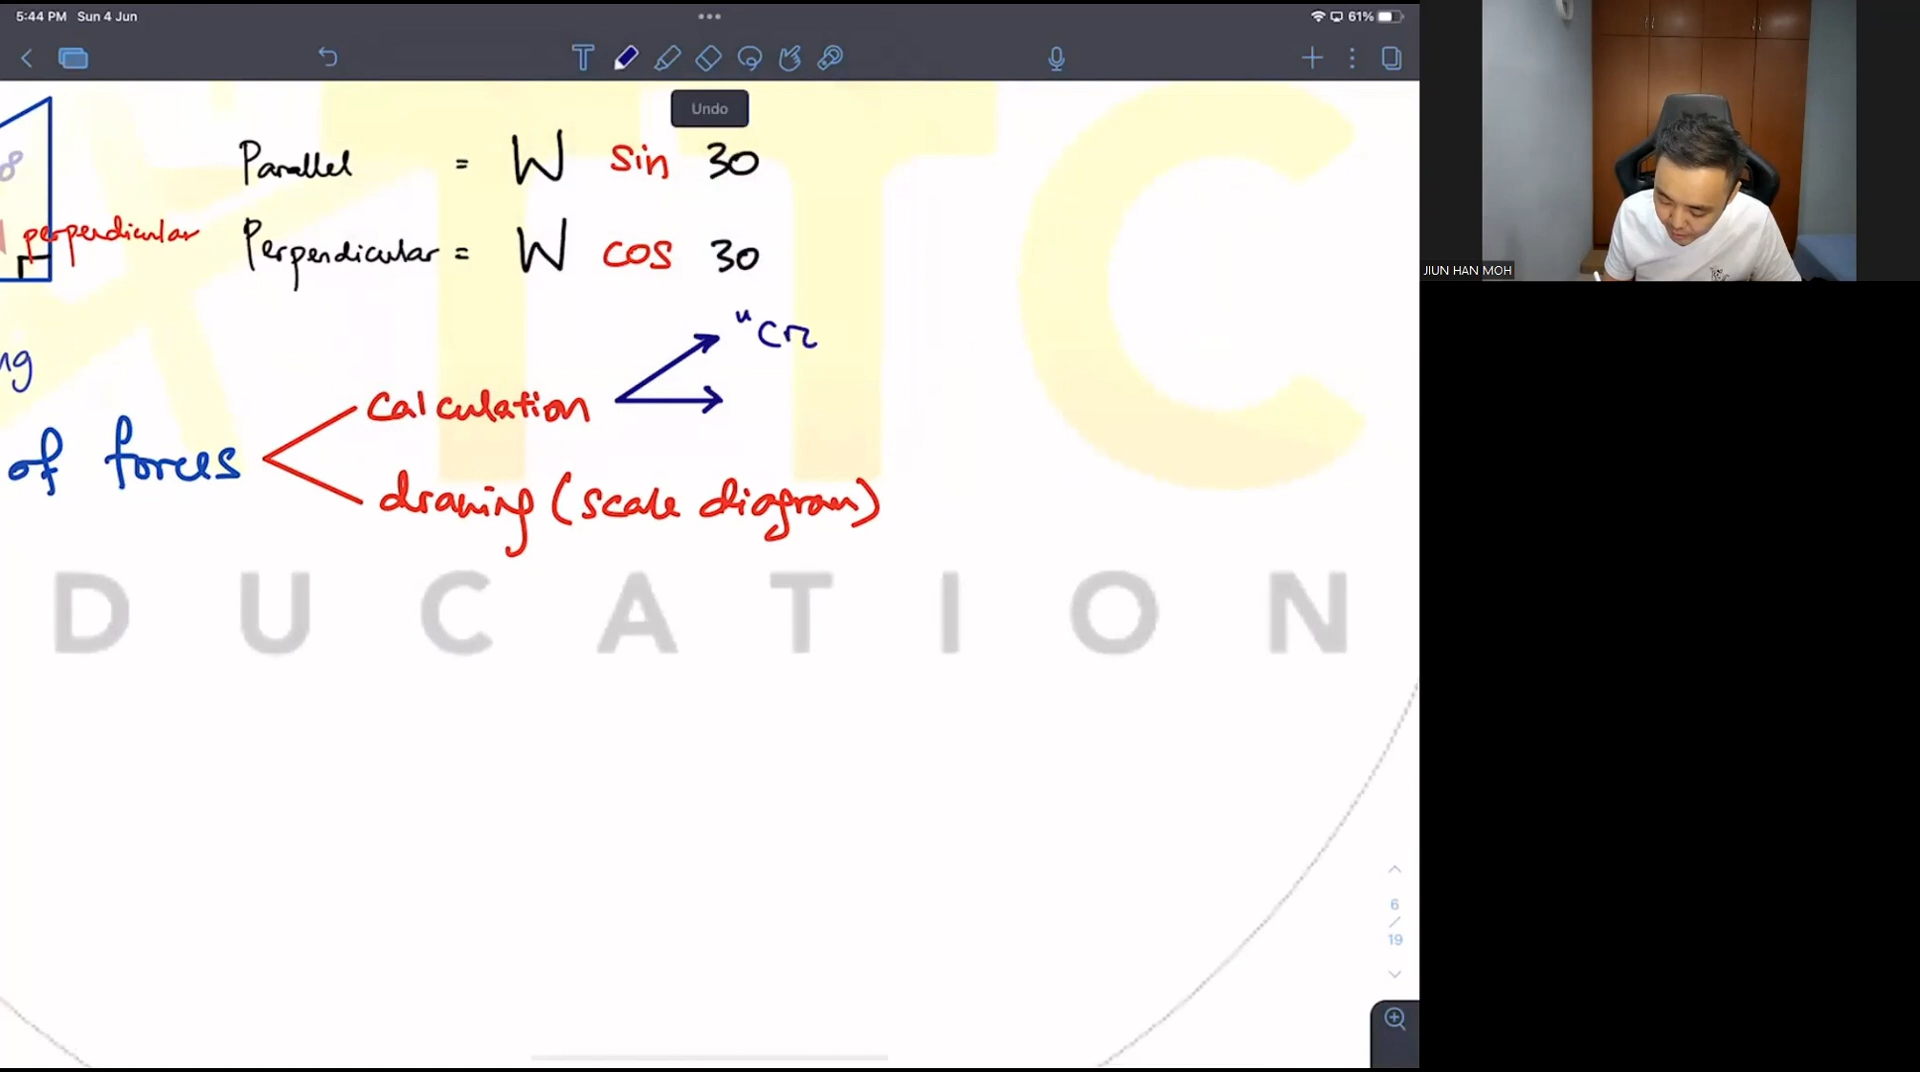 5:44 PM Sun 4 Jun
61%
Undo
Parallel = W sin 30
perpendicular
Perpendicular = W cos 30
ng
calculation
of forces
drawing (scale diagram)
TTC
DUCATION
6
/
19
JIUN HAN MOH